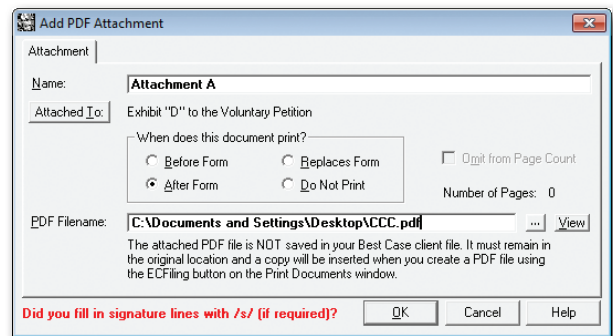 Add PDF Attachment
Attachment
Name: Attachment A
Attached To: Exhibit "D" to the Voluntary Petition
When does this document print?
Before Form Replaces Form Omit from Page Count
After Form Do Not Print Number of Pages: 0
PDF Filename: C:\Documents and Settings\Desktop\CCC.pdf ... View
The attached PDF file is NOT saved in your Best Case client file. It must remain in
the original location and a copy will be inserted when you create a PDF file using
the ECFiling button on the Print Documents window.
Did you fill in signature lines with /s/ (if required)? OK Cancel Help